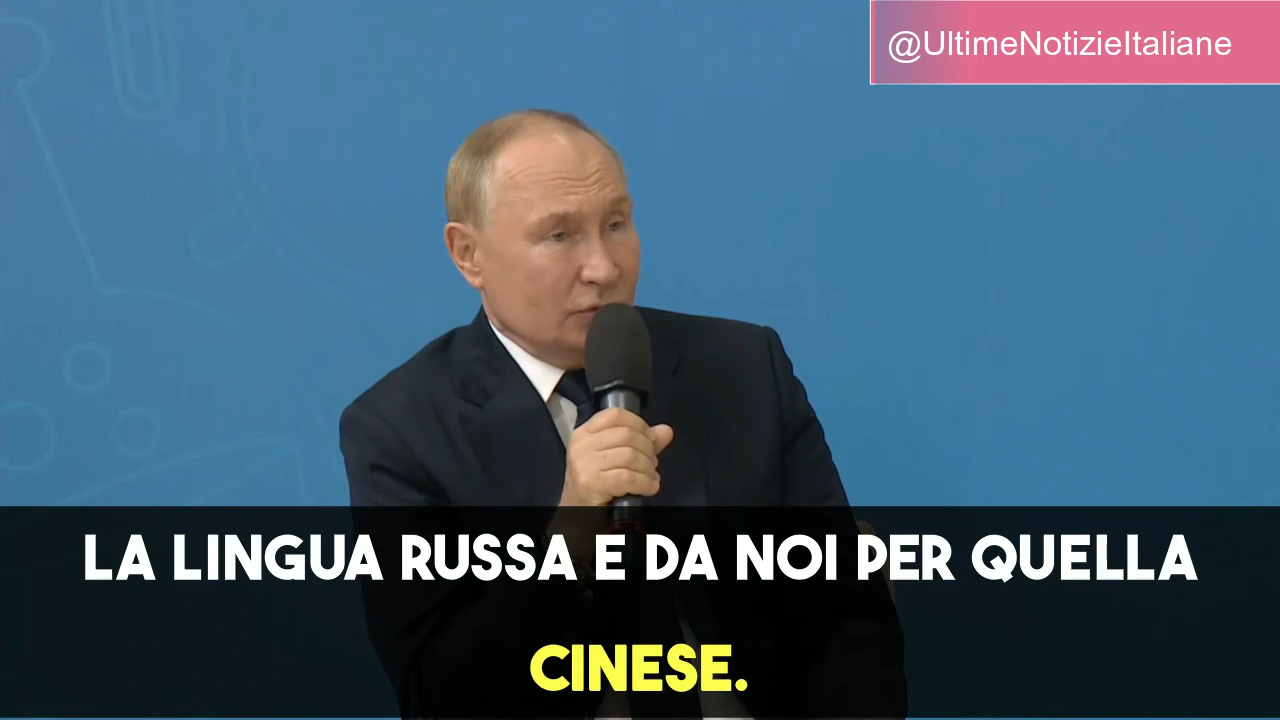 @UltimeNotizieItaliane
LA LINGUA RUSSA E DA NOI PER QUELLA
CINESE.